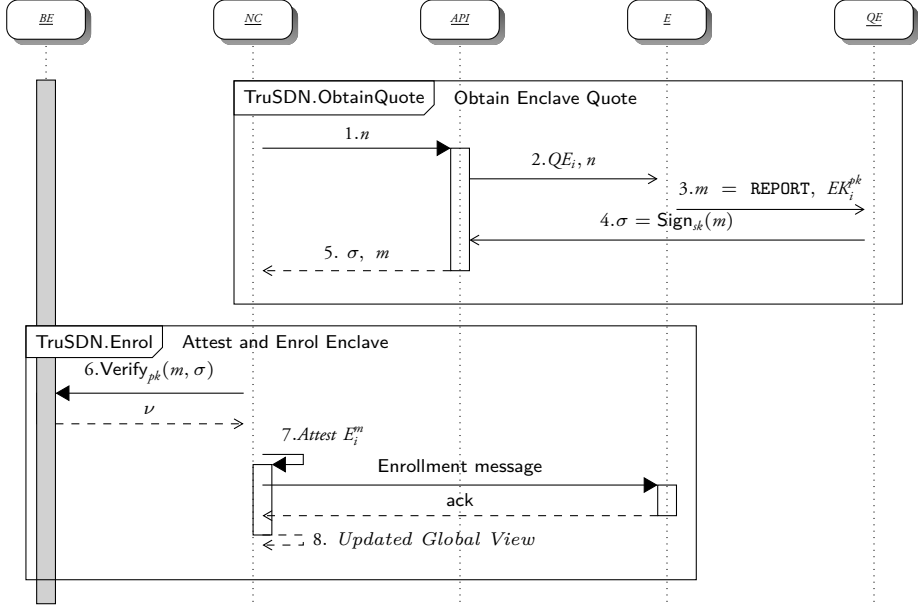 BE NC API E QE
TruSDN.ObtainQuote Obtain Enclave Quote
1.n
2.QE_i, n
3.m = REPORT, EK_i^pk
4.σ = Sign_sk(m)
5. σ, m
TruSDN.Enrol Attest and Enrol Enclave
6.Verify_pk(m, σ)
ν
7.Attest E_i^m
Enrollment message
ack
8. Updated Global View